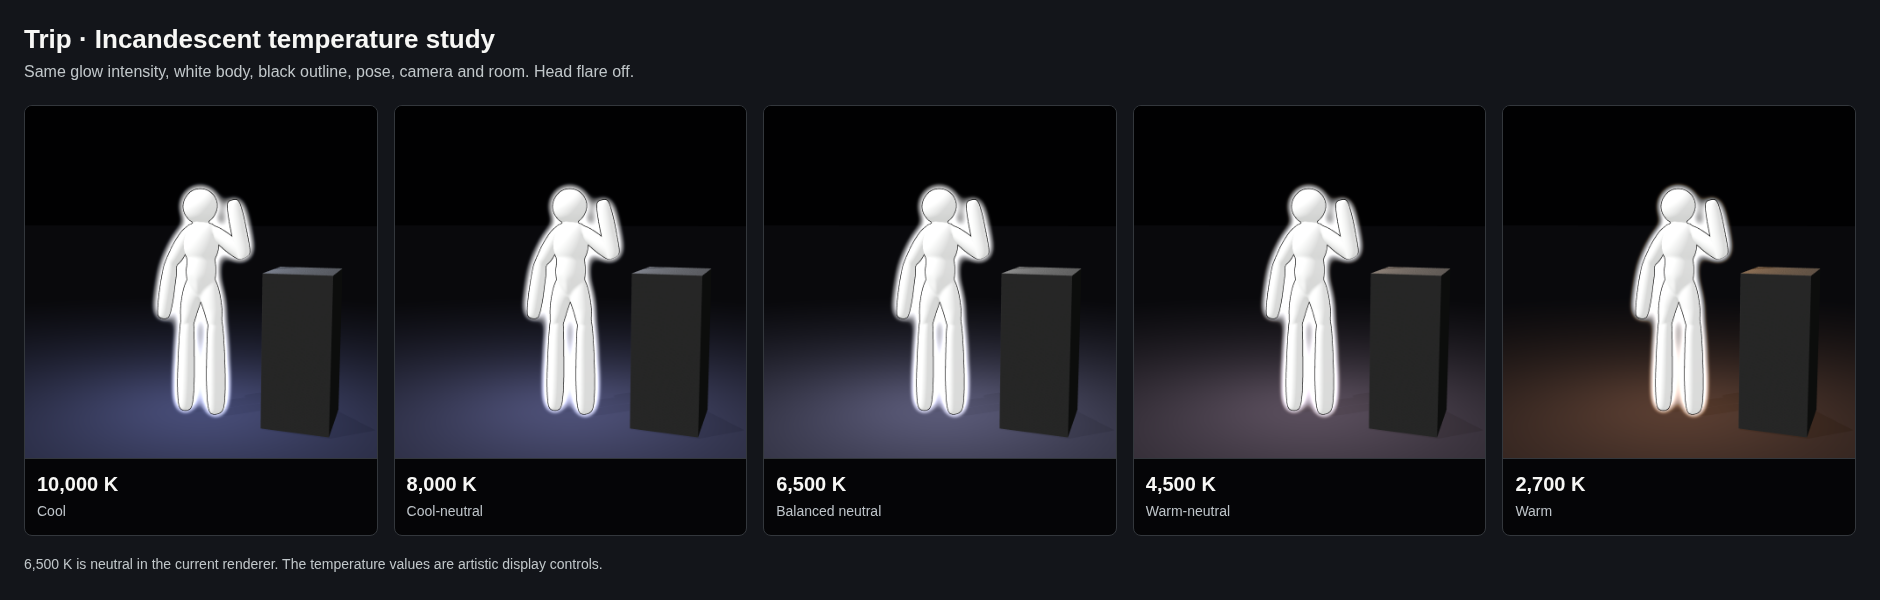 Trip · Incandescent temperature study
Same glow intensity, white body, black outline, pose, camera and room. Head flare off.
10,000 K
Cool
8,000 K
Cool-neutral
6,500 K
Balanced neutral
4,500 K
Warm-neutral
2,700 K
Warm
6,500 K is neutral in the current renderer. The temperature values are artistic display controls.